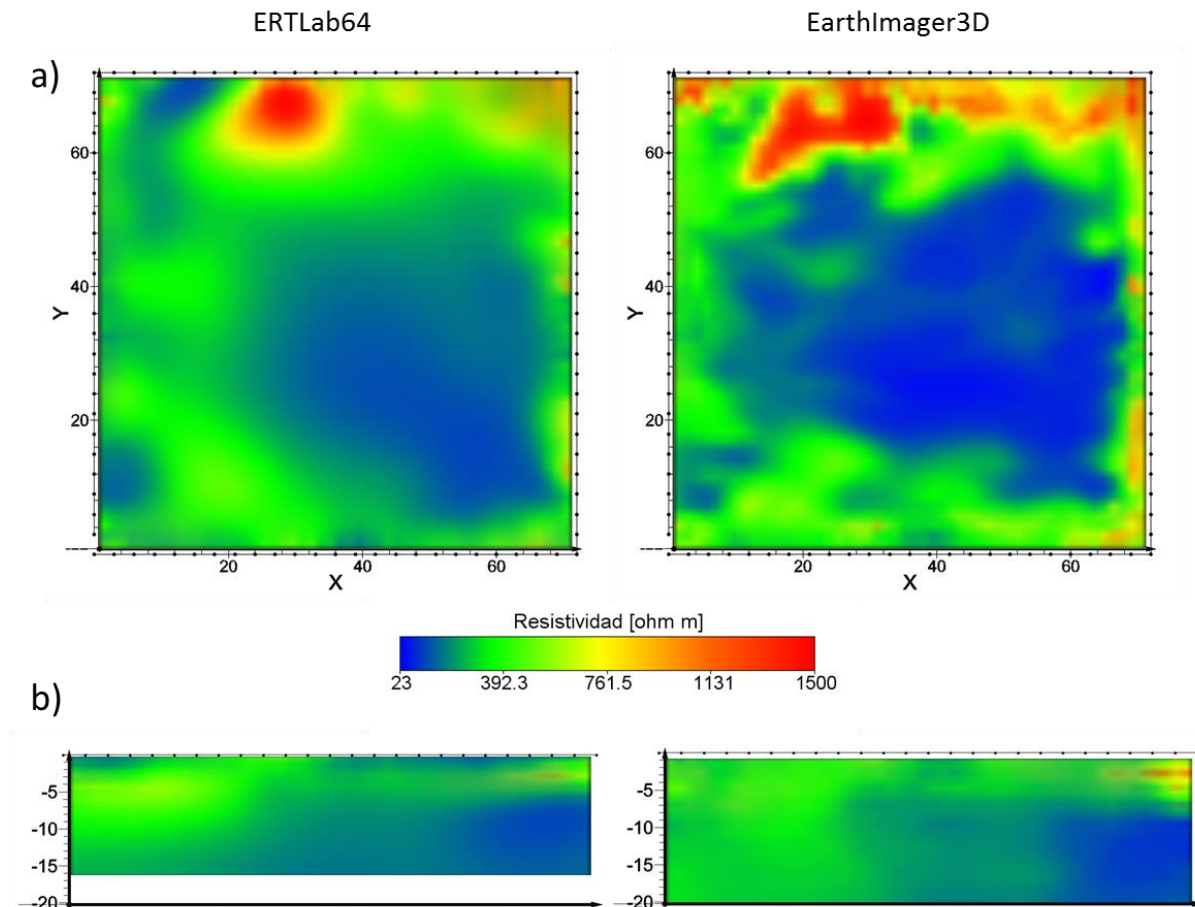 ERTLab64 EarthImager3D
a)
60 60
40 40
Y Y
20 20
20 40 60 20 40 60
X X
Resistividad [ohm m]
23 392.3 761.5 1131 1500
b)
-5 -5
-10 -10
-15 -15
-20 -20